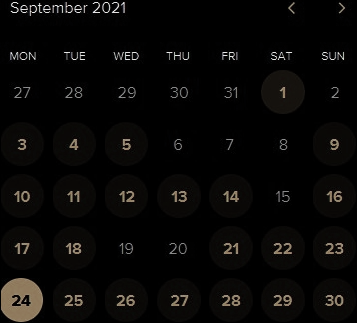 September 2021
MON TUE WED THU FRI SAT SUN
27 28 29 30 31 1 2
3 4 5 6 7 8 9
10 11 12 13 14 15 16
17 18 19 20 21 22 23
24 25 26 27 28 29 30